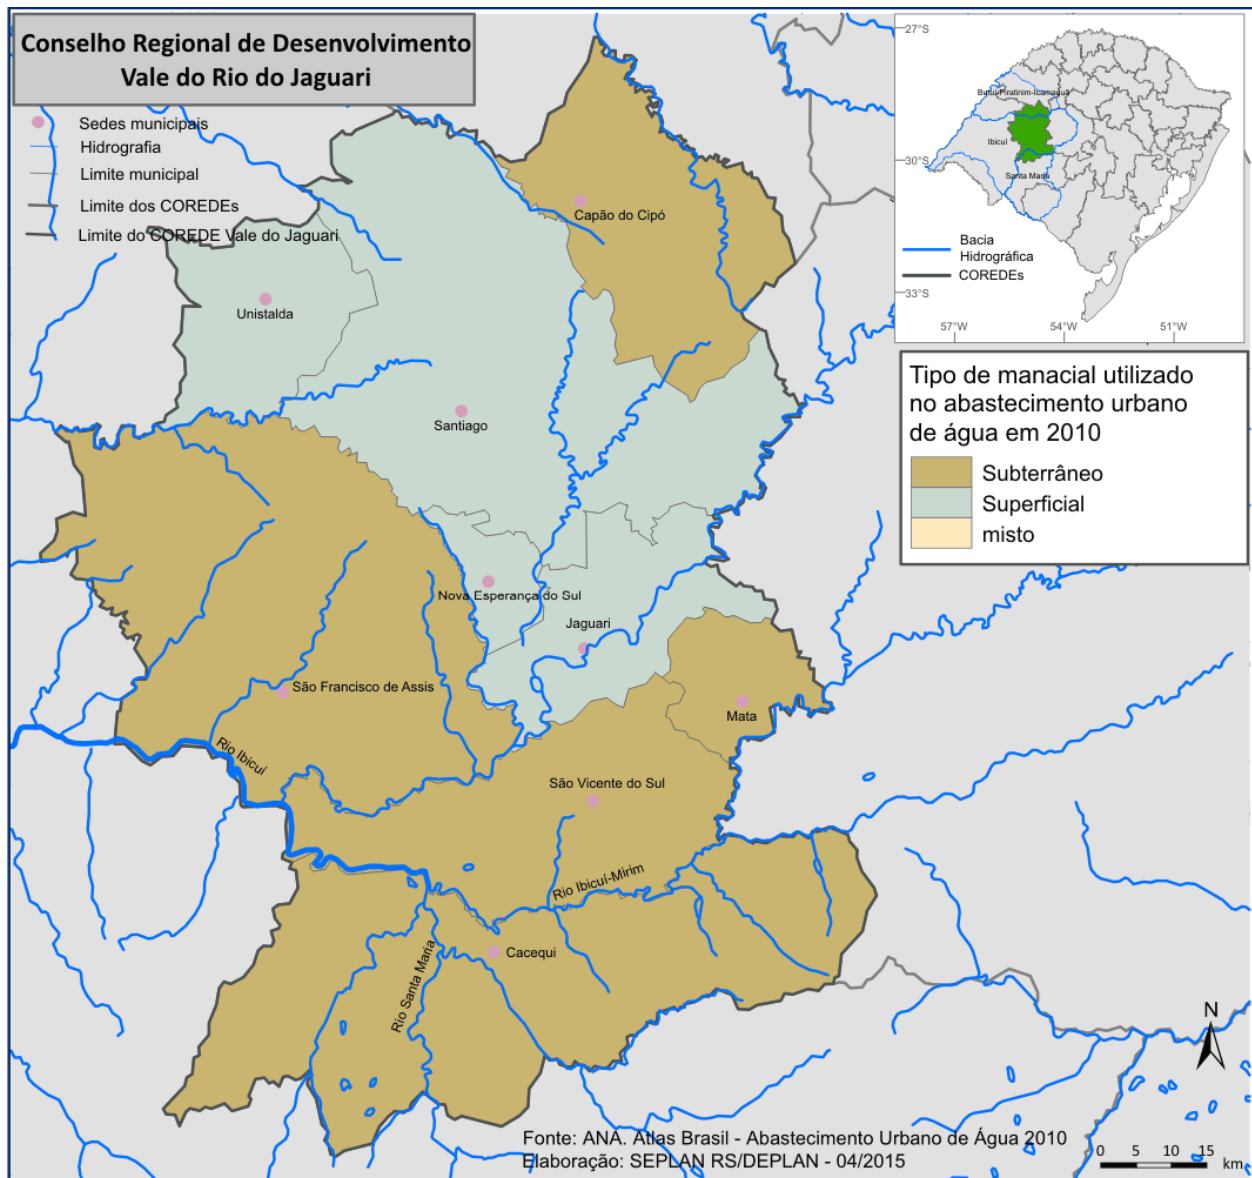 Conselho Regional de Desenvolvimento
Vale do Rio do Jaguari
Sedes municipais
Hidrografia
Limite municipal
Limite dos COREDEs
Limite do COREDE Vale do Jaguari
27°S
30°S
33°S
57°W
54°W
51°W
Butuí-Piratinim-Icamaquã
Ibicuí
Santa Maria
Bacia
Hidrográfica
COREDEs
Tipo de manacial utilizado
no abastecimento urbano
de água em 2010
Subterrâneo
Superficial
misto
Capão do Cipó
Unistalda
Santiago
Nova Esperança do Sul
Jaguari
São Francisco de Assis
Mata
Rio Ibicuí
São Vicente do Sul
Rio Ibicuí-Mirim
Cacequi
Rio Santa Maria
N
Fonte: ANA. Atlas Brasil - Abastecimento Urbano de Água 2010
Elaboração: SEPLAN RS/DEPLAN - 04/2015
0 5 10 15
km